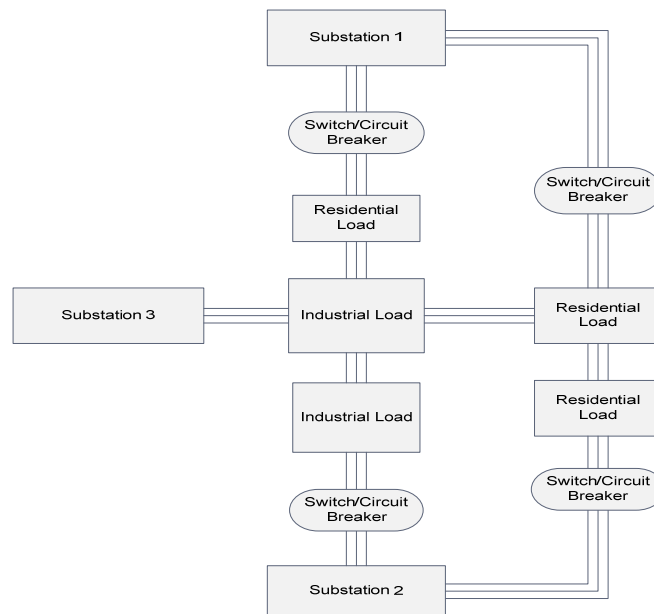 Substation 1
Switch/Circuit
Breaker
Switch/Circuit
Breaker
Residential
Load
Substation 3
Industrial Load
Residential
Load
Industrial Load
Residential
Load
Switch/Circuit
Breaker
Switch/Circuit
Breaker
Substation 2